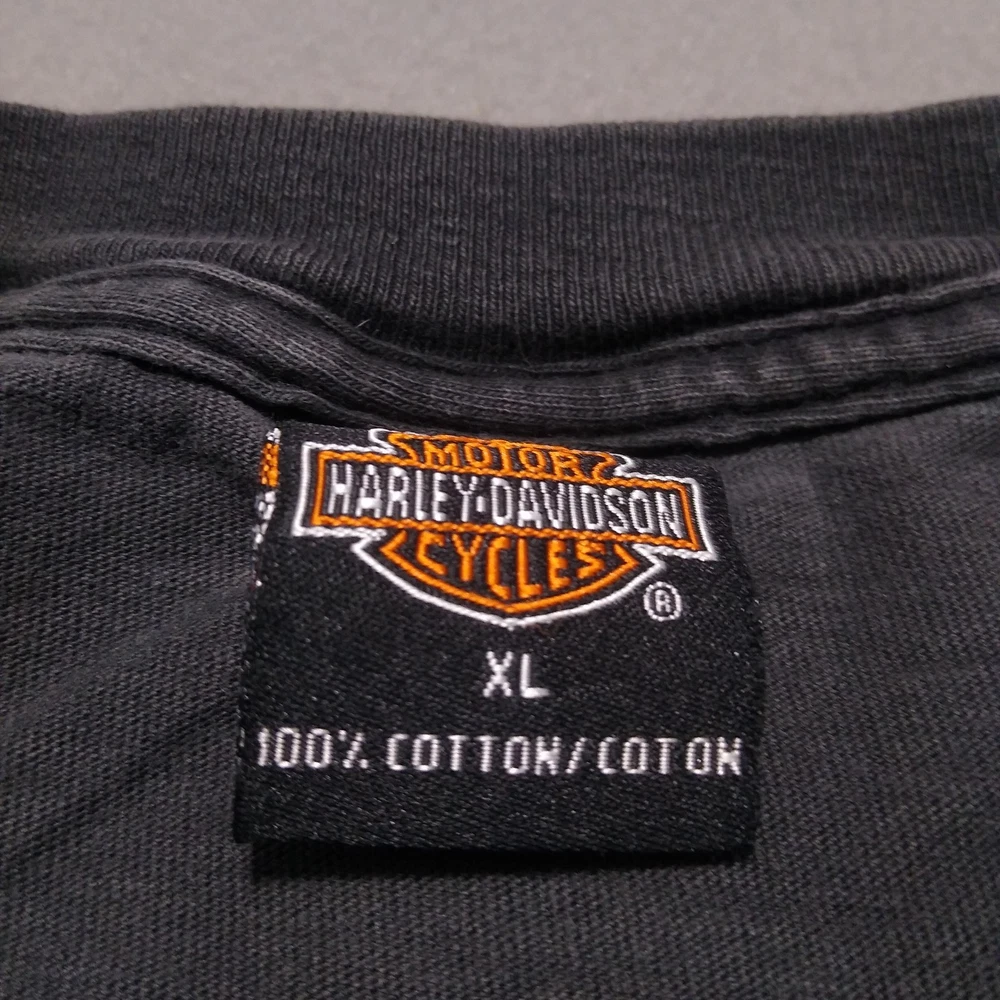 MOTOR
HARLEY-DAVIDSON
CYCLES
®
XL
100% COTTON/COTON